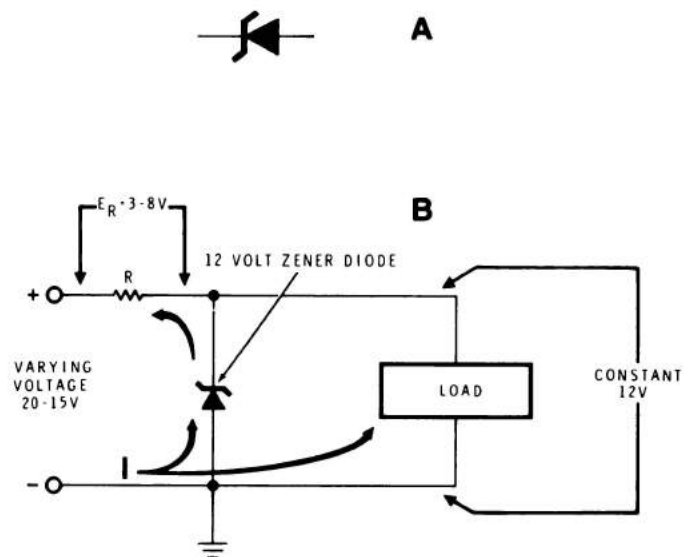 A
E_R · 3-8V
B
12 VOLT ZENER DIODE
R
+
VARYING
VOLTAGE
20-15V
LOAD
CONSTANT
12V
I
-